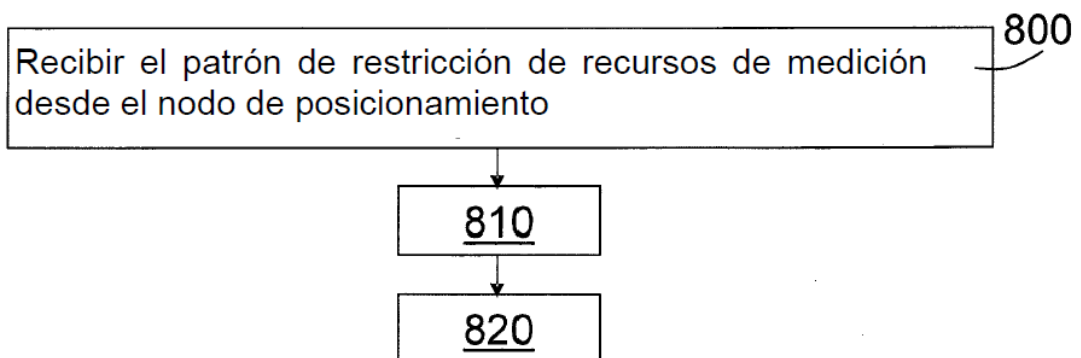 800
Recibir el patrón de restricción de recursos de medición
desde el nodo de posicionamiento
810
820